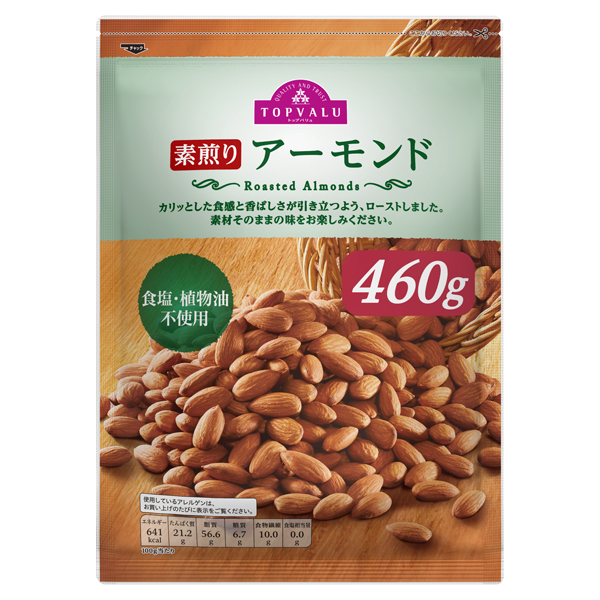 チャック
QUALITY AND TRUST
TOPVALU
トップバリュ
素煎り アーモンド
Roasted Almonds
カリッとした食感と香ばしさが引き立つよう、ローストしました。
素材そのままの味をお楽しみください。
460g
食塩・植物油
不使用
使用しているアレルゲンは、
お買い上げのたびに表示をご覧ください。
エネルギー たんぱく質 脂質 糖質 食物繊維 食塩相当量
641 kcal 21.2 g 56.6 g 6.7 g 10.0 g 0.0 g
100g当たり